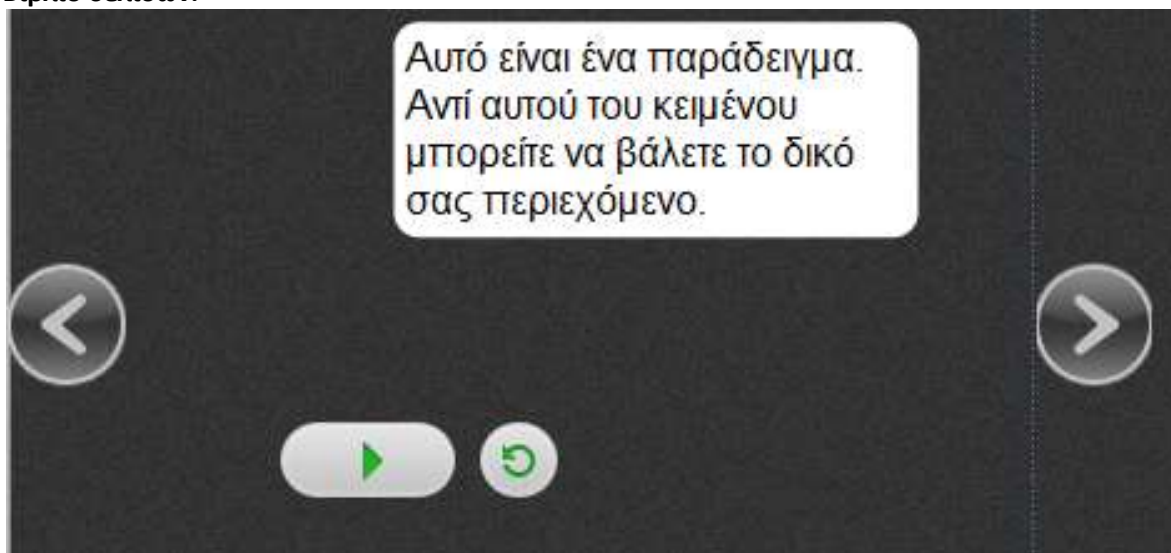 Αυτό είναι ένα παράδειγμα.
Αντί αυτού του κειμένου
μπορείτε να βάλετε το δικό
σας περιεχόμενο.